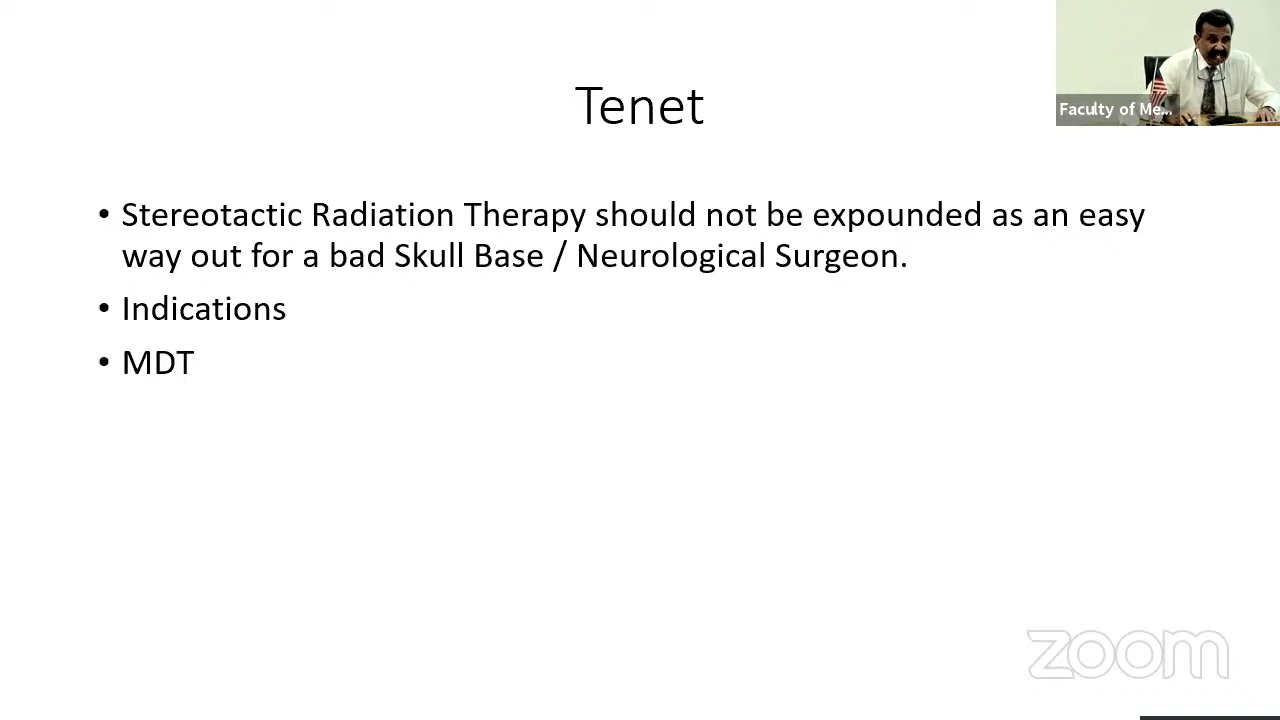 Tenet
Faculty of Me...
• Stereotactic Radiation Therapy should not be expounded as an easy
way out for a bad Skull Base / Neurological Surgeon.
• Indications
• MDT
zoom